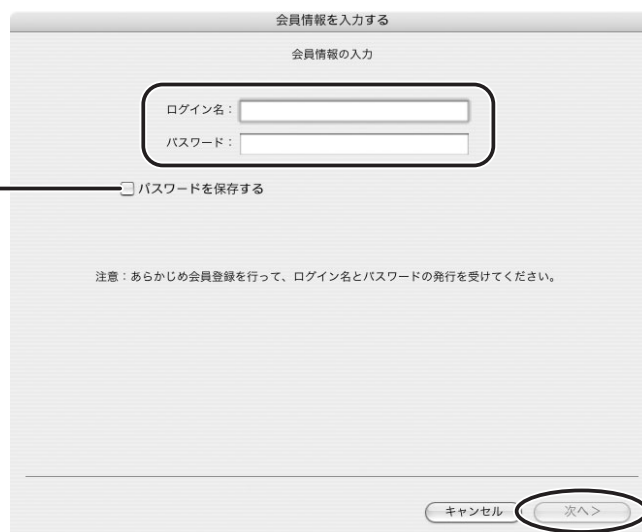 会員情報を入力する
会員情報の入力
ログイン名：
パスワード：
パスワードを保存する
注意：あらかじめ会員登録を行って、ログイン名とパスワードの発行を受けてください。
キャンセル
次へ>